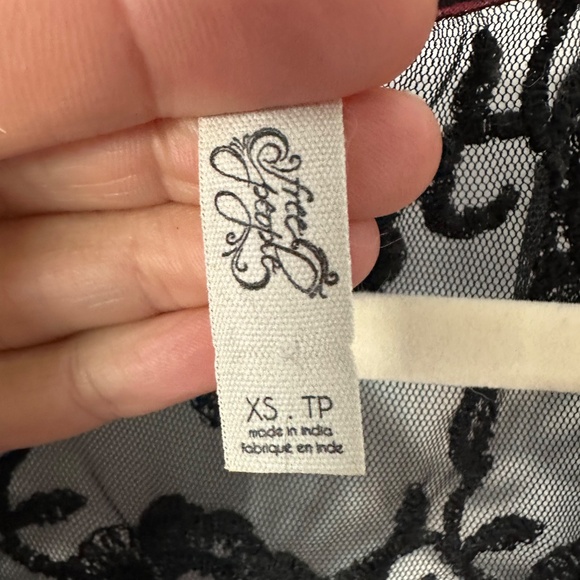 free
people
XS . TP
made in india
fabriqué en inde